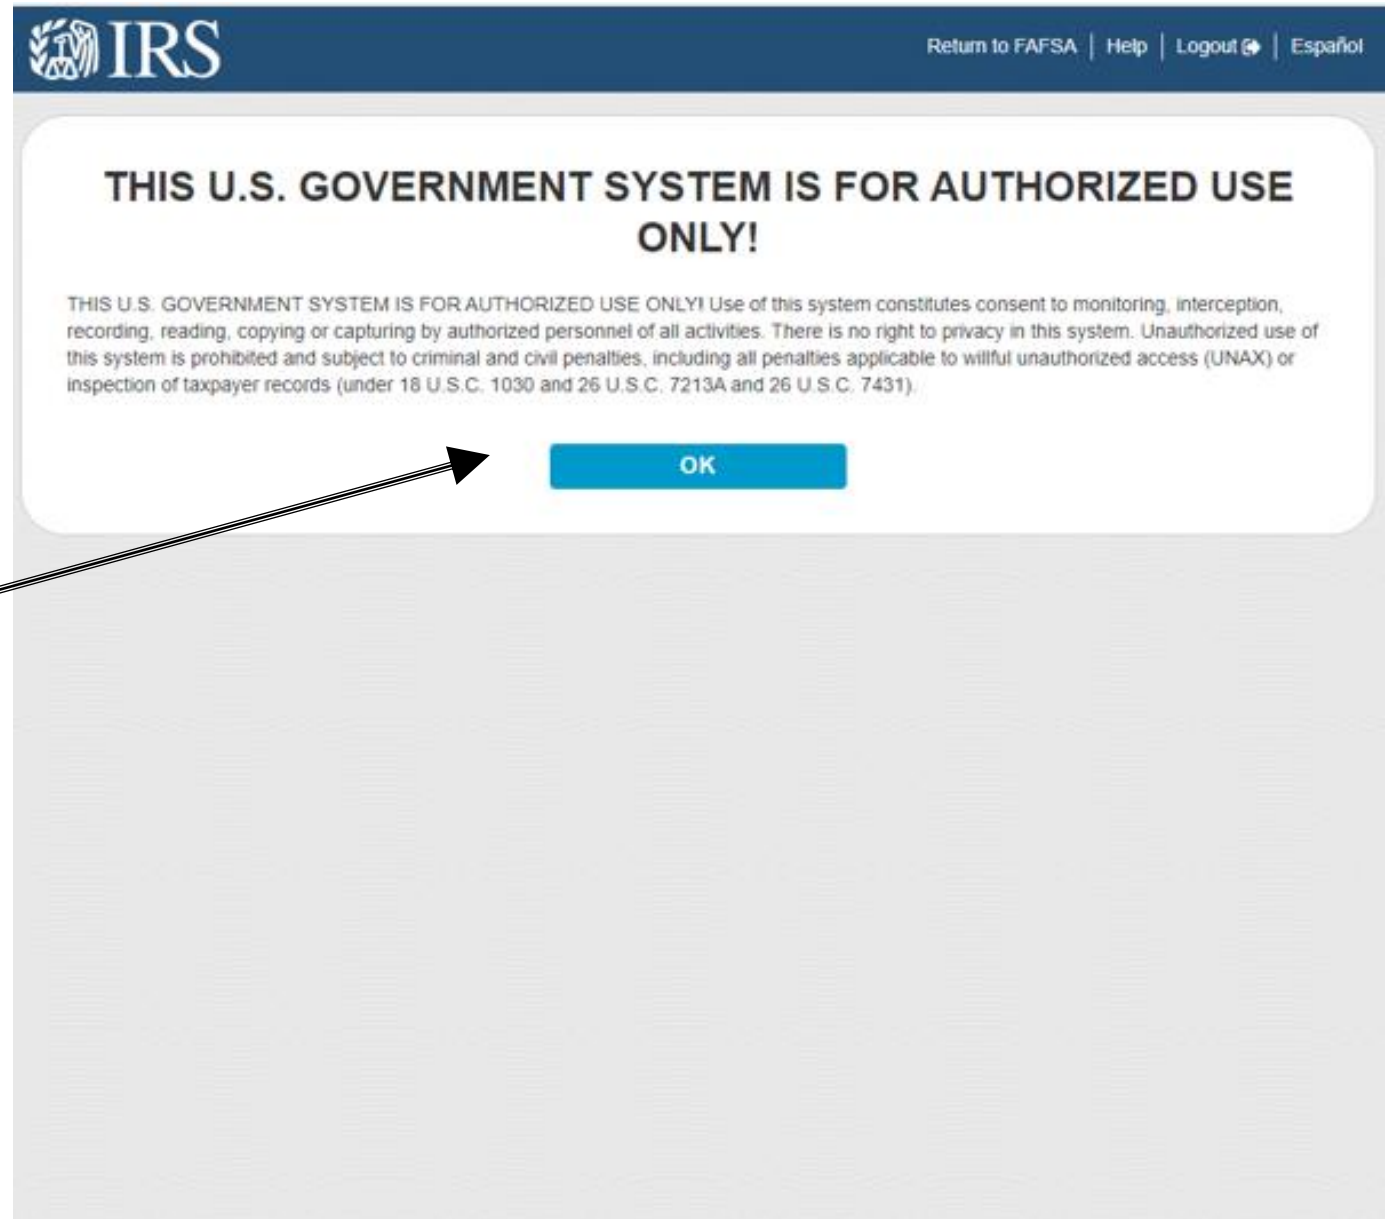 IRS
Return to FAFSA | Help | Logout | Español
THIS U.S. GOVERNMENT SYSTEM IS FOR AUTHORIZED USE
ONLY!
THIS U.S. GOVERNMENT SYSTEM IS FOR AUTHORIZED USE ONLY! Use of this system constitutes consent to monitoring, interception,
recording, reading, copying or capturing by authorized personnel of all activities. There is no right to privacy in this system. Unauthorized use of
this system is prohibited and subject to criminal and civil penalties, including all penalties applicable to willful unauthorized access (UNAX) or
inspection of taxpayer records (under 18 U.S.C. 1030 and 26 U.S.C. 7213A and 26 U.S.C. 7431).
OK